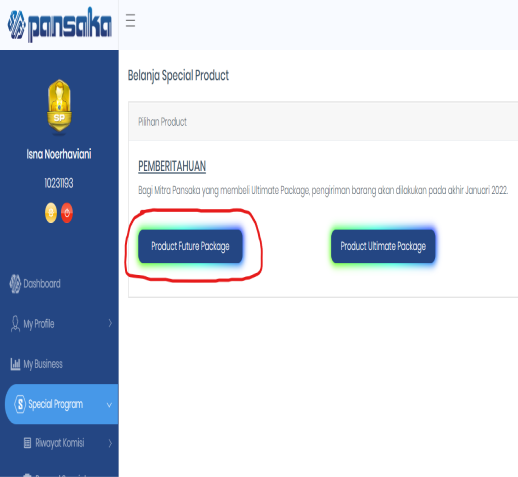 pansaka
Belanja Special Product
Pilihan Product
SP
PEMBERITAHUAN
Isna Noerhaviani
Bagi Mitra Pansaka yang membeli Ultimate Package, pengiriman barang akan dilakukan pada akhir Januari 2022.
10231193
Product Future Package
Product Ultimate Package
Dashboard
My Profile
My Business
Special Program
Riwayat Komisi